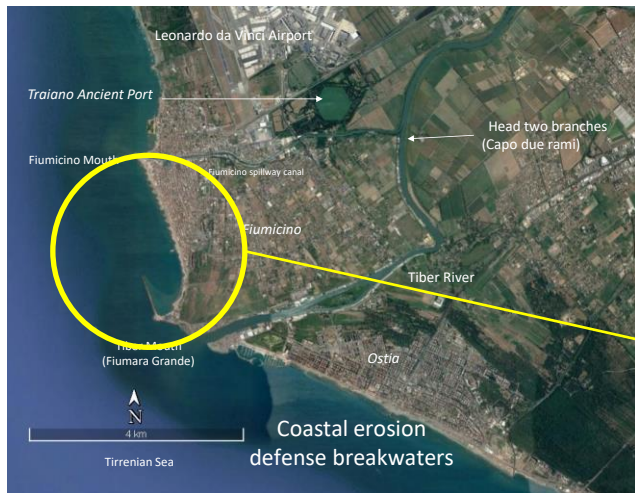 Leonardo da Vinci Airport
Traiano Ancient Port
Head two branches
(Capo due rami)
Fiumicino Mouth
Fiumicino spillway canal
Fiumicino
Tiber River
Mouth
(Fiumara Grande)
Ostia
N
4 km
Coastal erosion
defense breakwaters
Tirrenian Sea